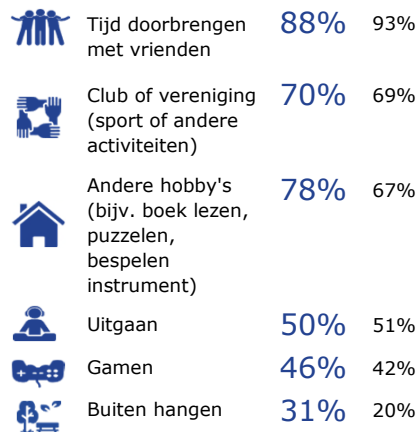 Tijd doorbrengen 88% 93%
met vrienden
Club of vereniging 70% 69%
(sport of andere
activiteiten)
Andere hobby's 78% 67%
(bijv. boek lezen,
puzzelen,
bespelen
instrument)
Uitgaan 50% 51%
Gamen 46% 42%
Buiten hangen 31% 20%